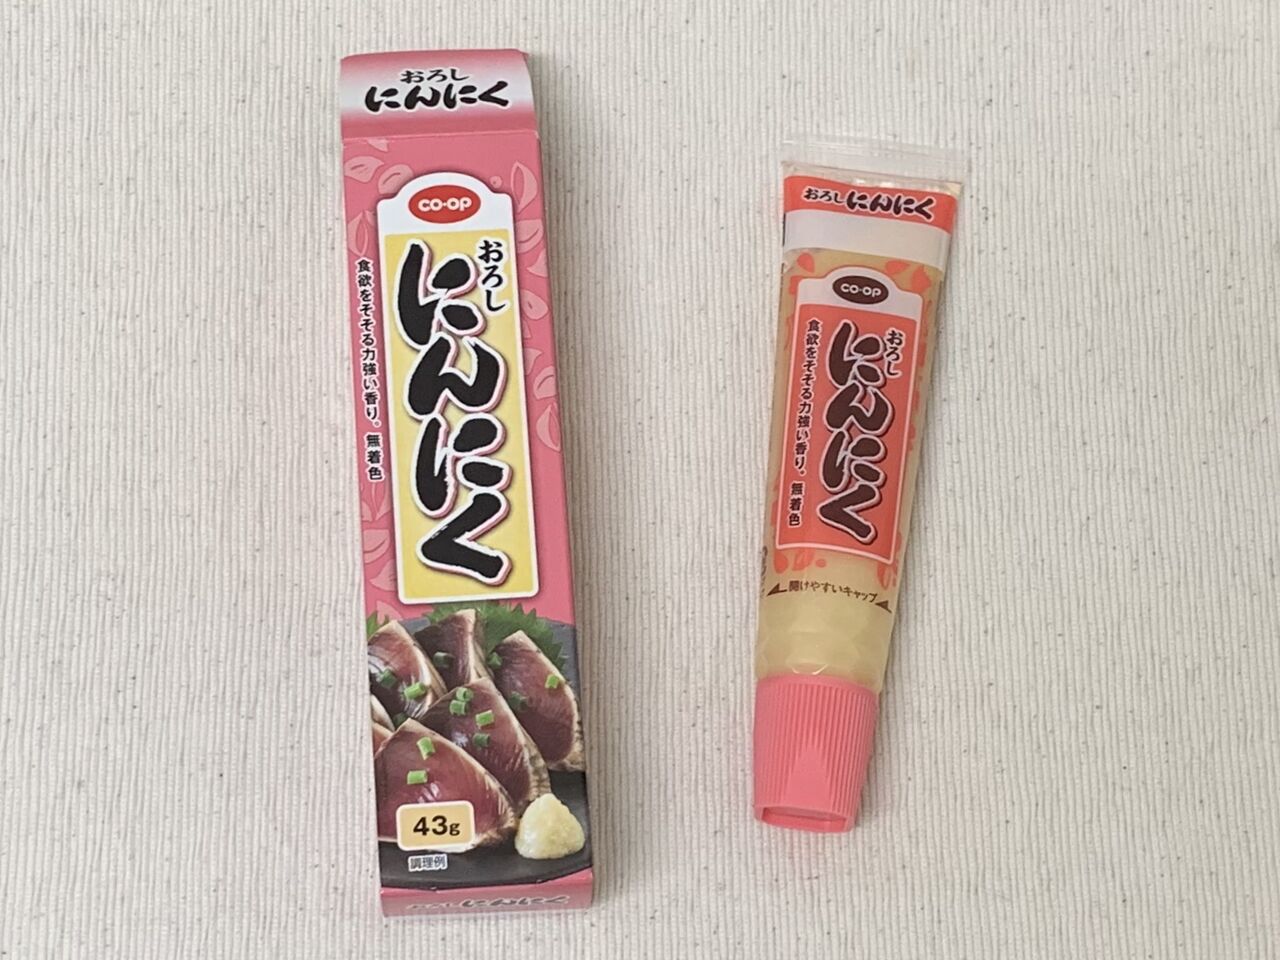 おろし
にんにく
CO・OP
おろし
にんにく
食欲をそそる力強い香り。無着色
43g
調理例
おろしにんにく
CO・OP
おろし
にんにく
食欲をそそる力強い香り。無着色
開けやすいキャップ